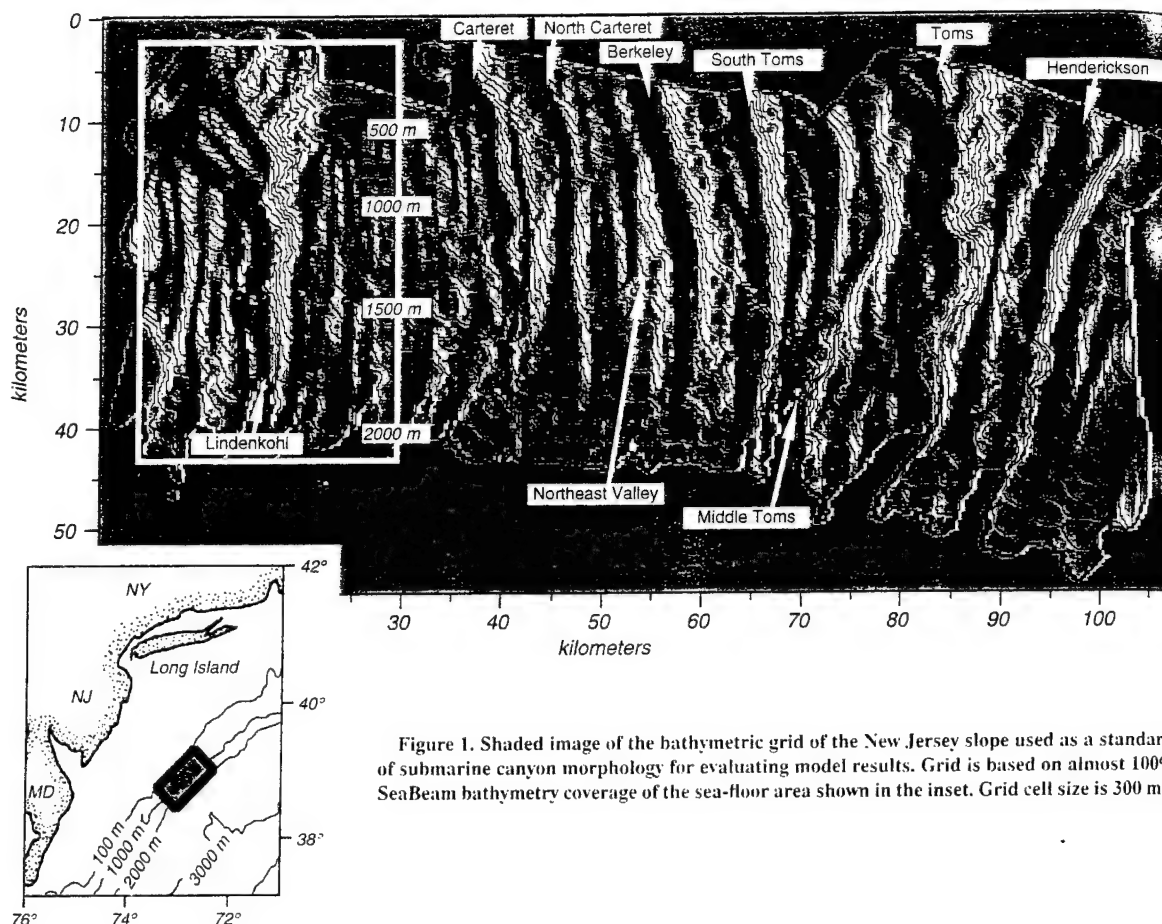 0
10
20
30
40
50
kilometers
Carteret
North Carteret
Berkeley
South Toms
Toms
Henderickson
500 m
1000 m
1500 m
2000 m
Lindenkohl
Northeast Valley
Middle Toms
30
40
50
60
70
80
90
100
kilometers
NY
Long Island
NJ
MD
42°
40°
38°
100 m
1000 m
2000 m
3000 m
76°
74°
72°
Figure 1. Shaded image of the bathymetric grid of the New Jersey slope used as a standar
of submarine canyon morphology for evaluating model results. Grid is based on almost 100%
SeaBeam bathymetry coverage of the sea-floor area shown in the inset. Grid cell size is 300 m